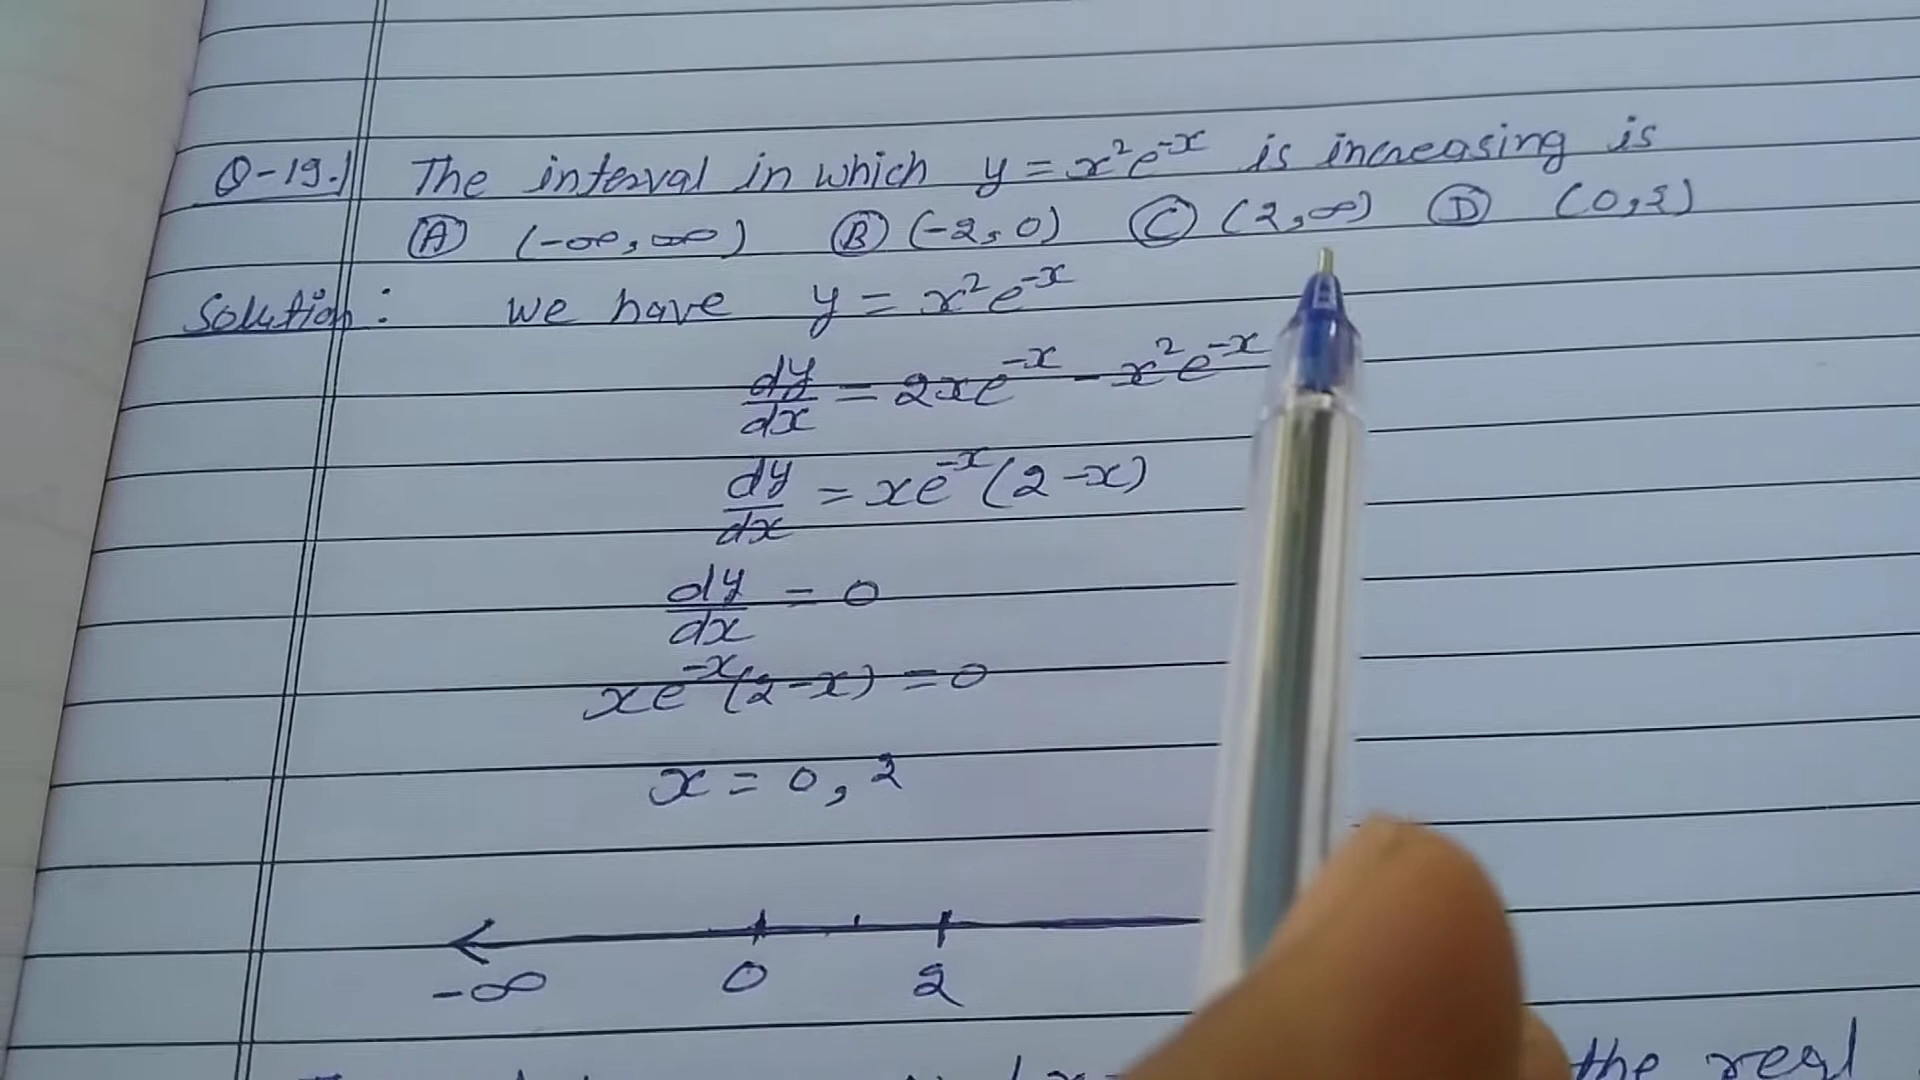 Q-19.) The interval in which y = x²e⁻ˣ is increasing is
(A) (-∞, ∞) (B) (-2, 0) (C) (2, ∞) (D) (0, 2)
Solution: we have y = x²e⁻ˣ
dy/dx = 2xe⁻ˣ - x²e⁻ˣ
dy/dx = xe⁻ˣ(2-x)
dy/dx = 0
xe⁻ˣ(2-x) = 0
x = 0, 2
-∞ 0 2
the real